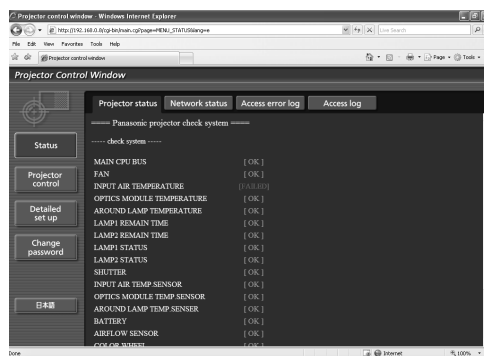 Projector control window - Windows Internet Explorer
http://192.168.0.8/cgi-bin/main.cgi?page=MENU_STATUS&lang=e
Live Search
File Edit View Favorites Tools Help
Projector control window
Page Tools
Projector Control Window
Projector status Network status Access error log Access log
==== Panasonic projector check system ====
----- check system -----
Status
MAIN CPU BUS [ OK ]
FAN [ OK ]
INPUT AIR TEMPERATURE [FAILED]
Projector control
OPTICS MODULE TEMPERATURE [ OK ]
AROUND LAMP TEMPERATURE [ OK ]
Detailed set up
LAMP1 REMAIN TIME [ OK ]
LAMP2 REMAIN TIME [ OK ]
Change password
LAMP1 STATUS [ OK ]
LAMP2 STATUS [ OK ]
SHUTTER [ OK ]
INPUT AIR TEMP.SENSOR [ OK ]
OPTICS MODULE TEMP.SENSOR [ OK ]
日本語
AROUND LAMP TEMP.SENSER [ OK ]
BATTERY [ OK ]
AIRFLOW SENSOR [ OK ]
COLOR WHEEL [ OK ]
Done Internet 100%